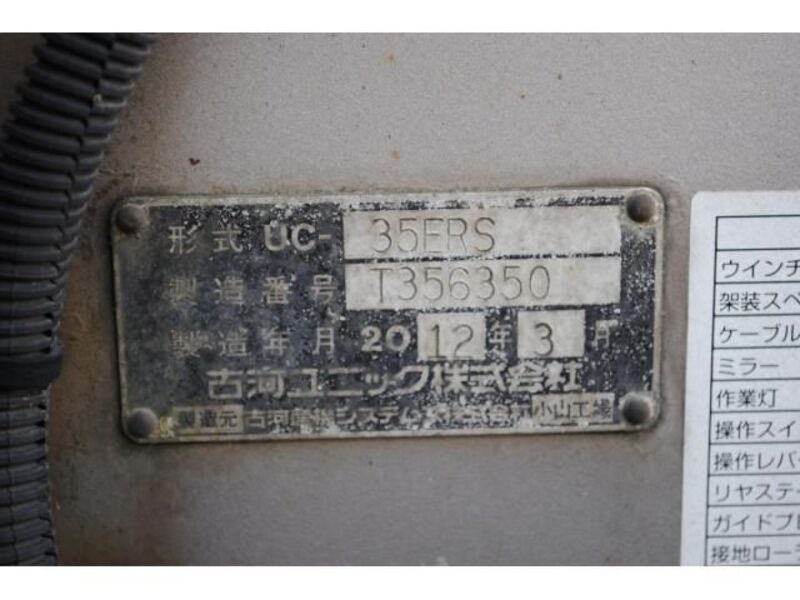 形式 UC- 35ERS
製造番号 T356350
製造年月 2012年3月
古河ユニック株式会社
製造元 古河 システム 株式会社 小山工場
ウインチ
架装スペ
ケーブル
ミラー
作業灯
操作スイ
操作レバー
リヤステー
ガイドプ
接地ロー